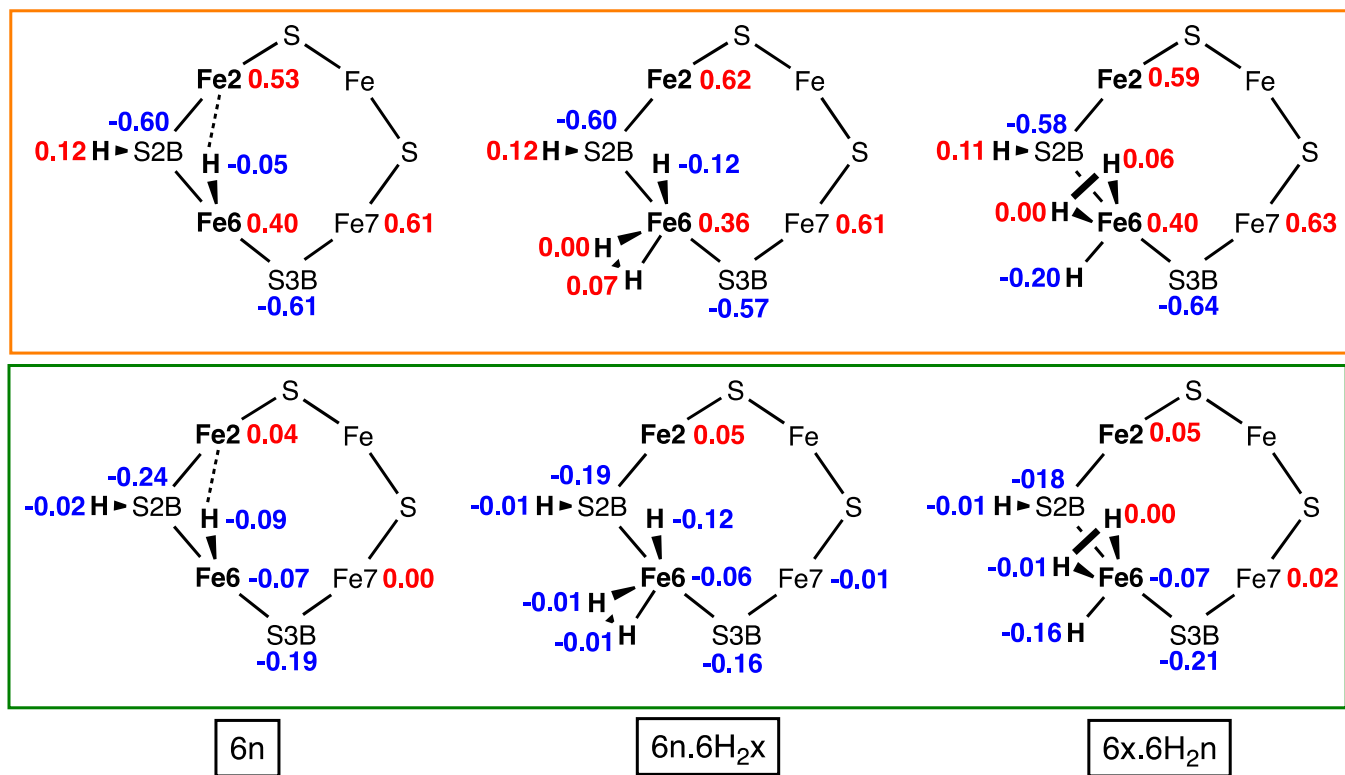 S
Fe2 0.53 Fe
-0.60
0.12 H S2B H -0.05 S
Fe6 0.40 Fe7 0.61
S3B
-0.61
S
Fe2 0.62 Fe
-0.60
0.12 H S2B H -0.12 S
Fe6 0.36 Fe7 0.61
0.00 H
0.07 H S3B
-0.57
S
Fe2 0.59 Fe
-0.58
0.11 H S2B H 0.06 S
0.00 H Fe6 0.40 Fe7 0.63
-0.20 H S3B
-0.64
S
Fe2 0.04 Fe
-0.24
-0.02 H S2B H -0.09 S
Fe6 -0.07 Fe7 0.00
S3B
-0.19
S
Fe2 0.05 Fe
-0.19
-0.01 H S2B H -0.12 S
Fe6 -0.06 Fe7 -0.01
-0.01 H
-0.01 H S3B
-0.16
S
Fe2 0.05 Fe
-018
-0.01 H S2B H 0.00 S
-0.01 H Fe6 -0.07 Fe7 0.02
-0.16 H S3B
-0.21
6n
6n.6H₂x
6x.6H₂n